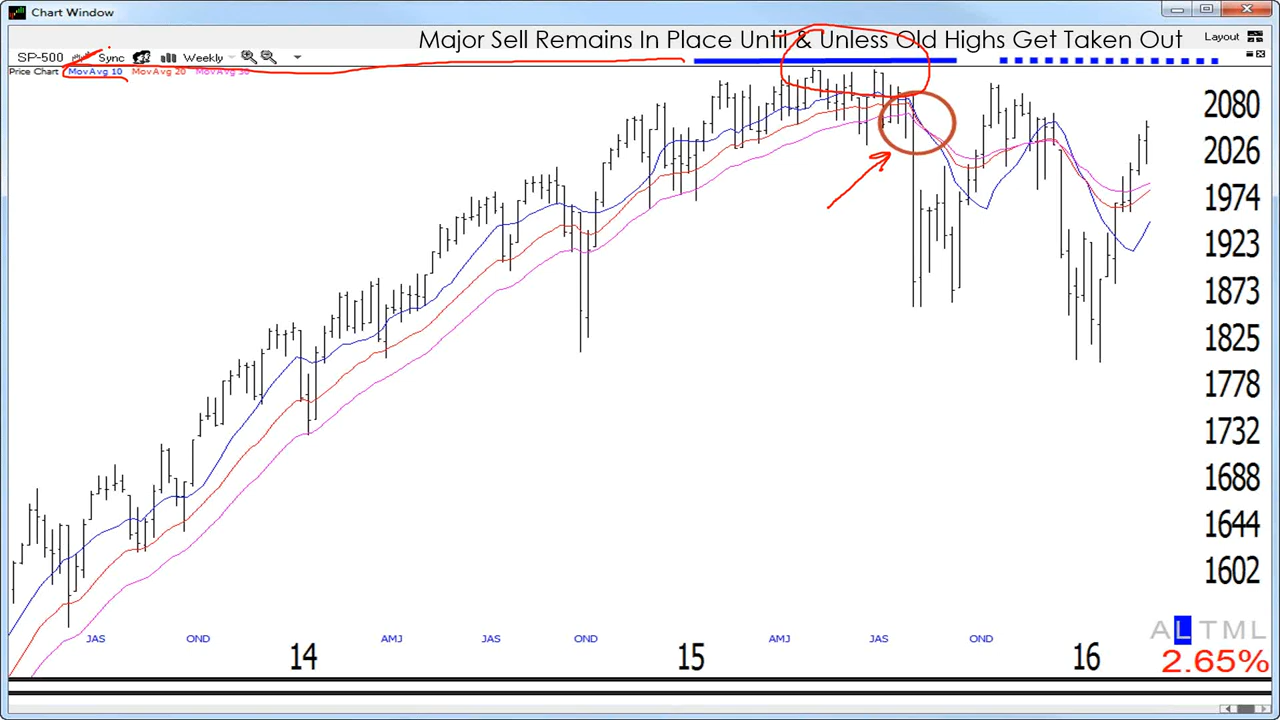 Chart Window
Major Sell Remains In Place Until & Unless Old Highs Get Taken Out
Layout
SP-500
Sync
Weekly
Price Chart MovAvg 10 MovAvg 20 MovAvg 30
2080
2026
1974
1923
1873
1825
1778
1732
1688
1644
1602
JAS OND AMJ JAS OND AMJ JAS OND
14 15 16
ALTML
2.65%